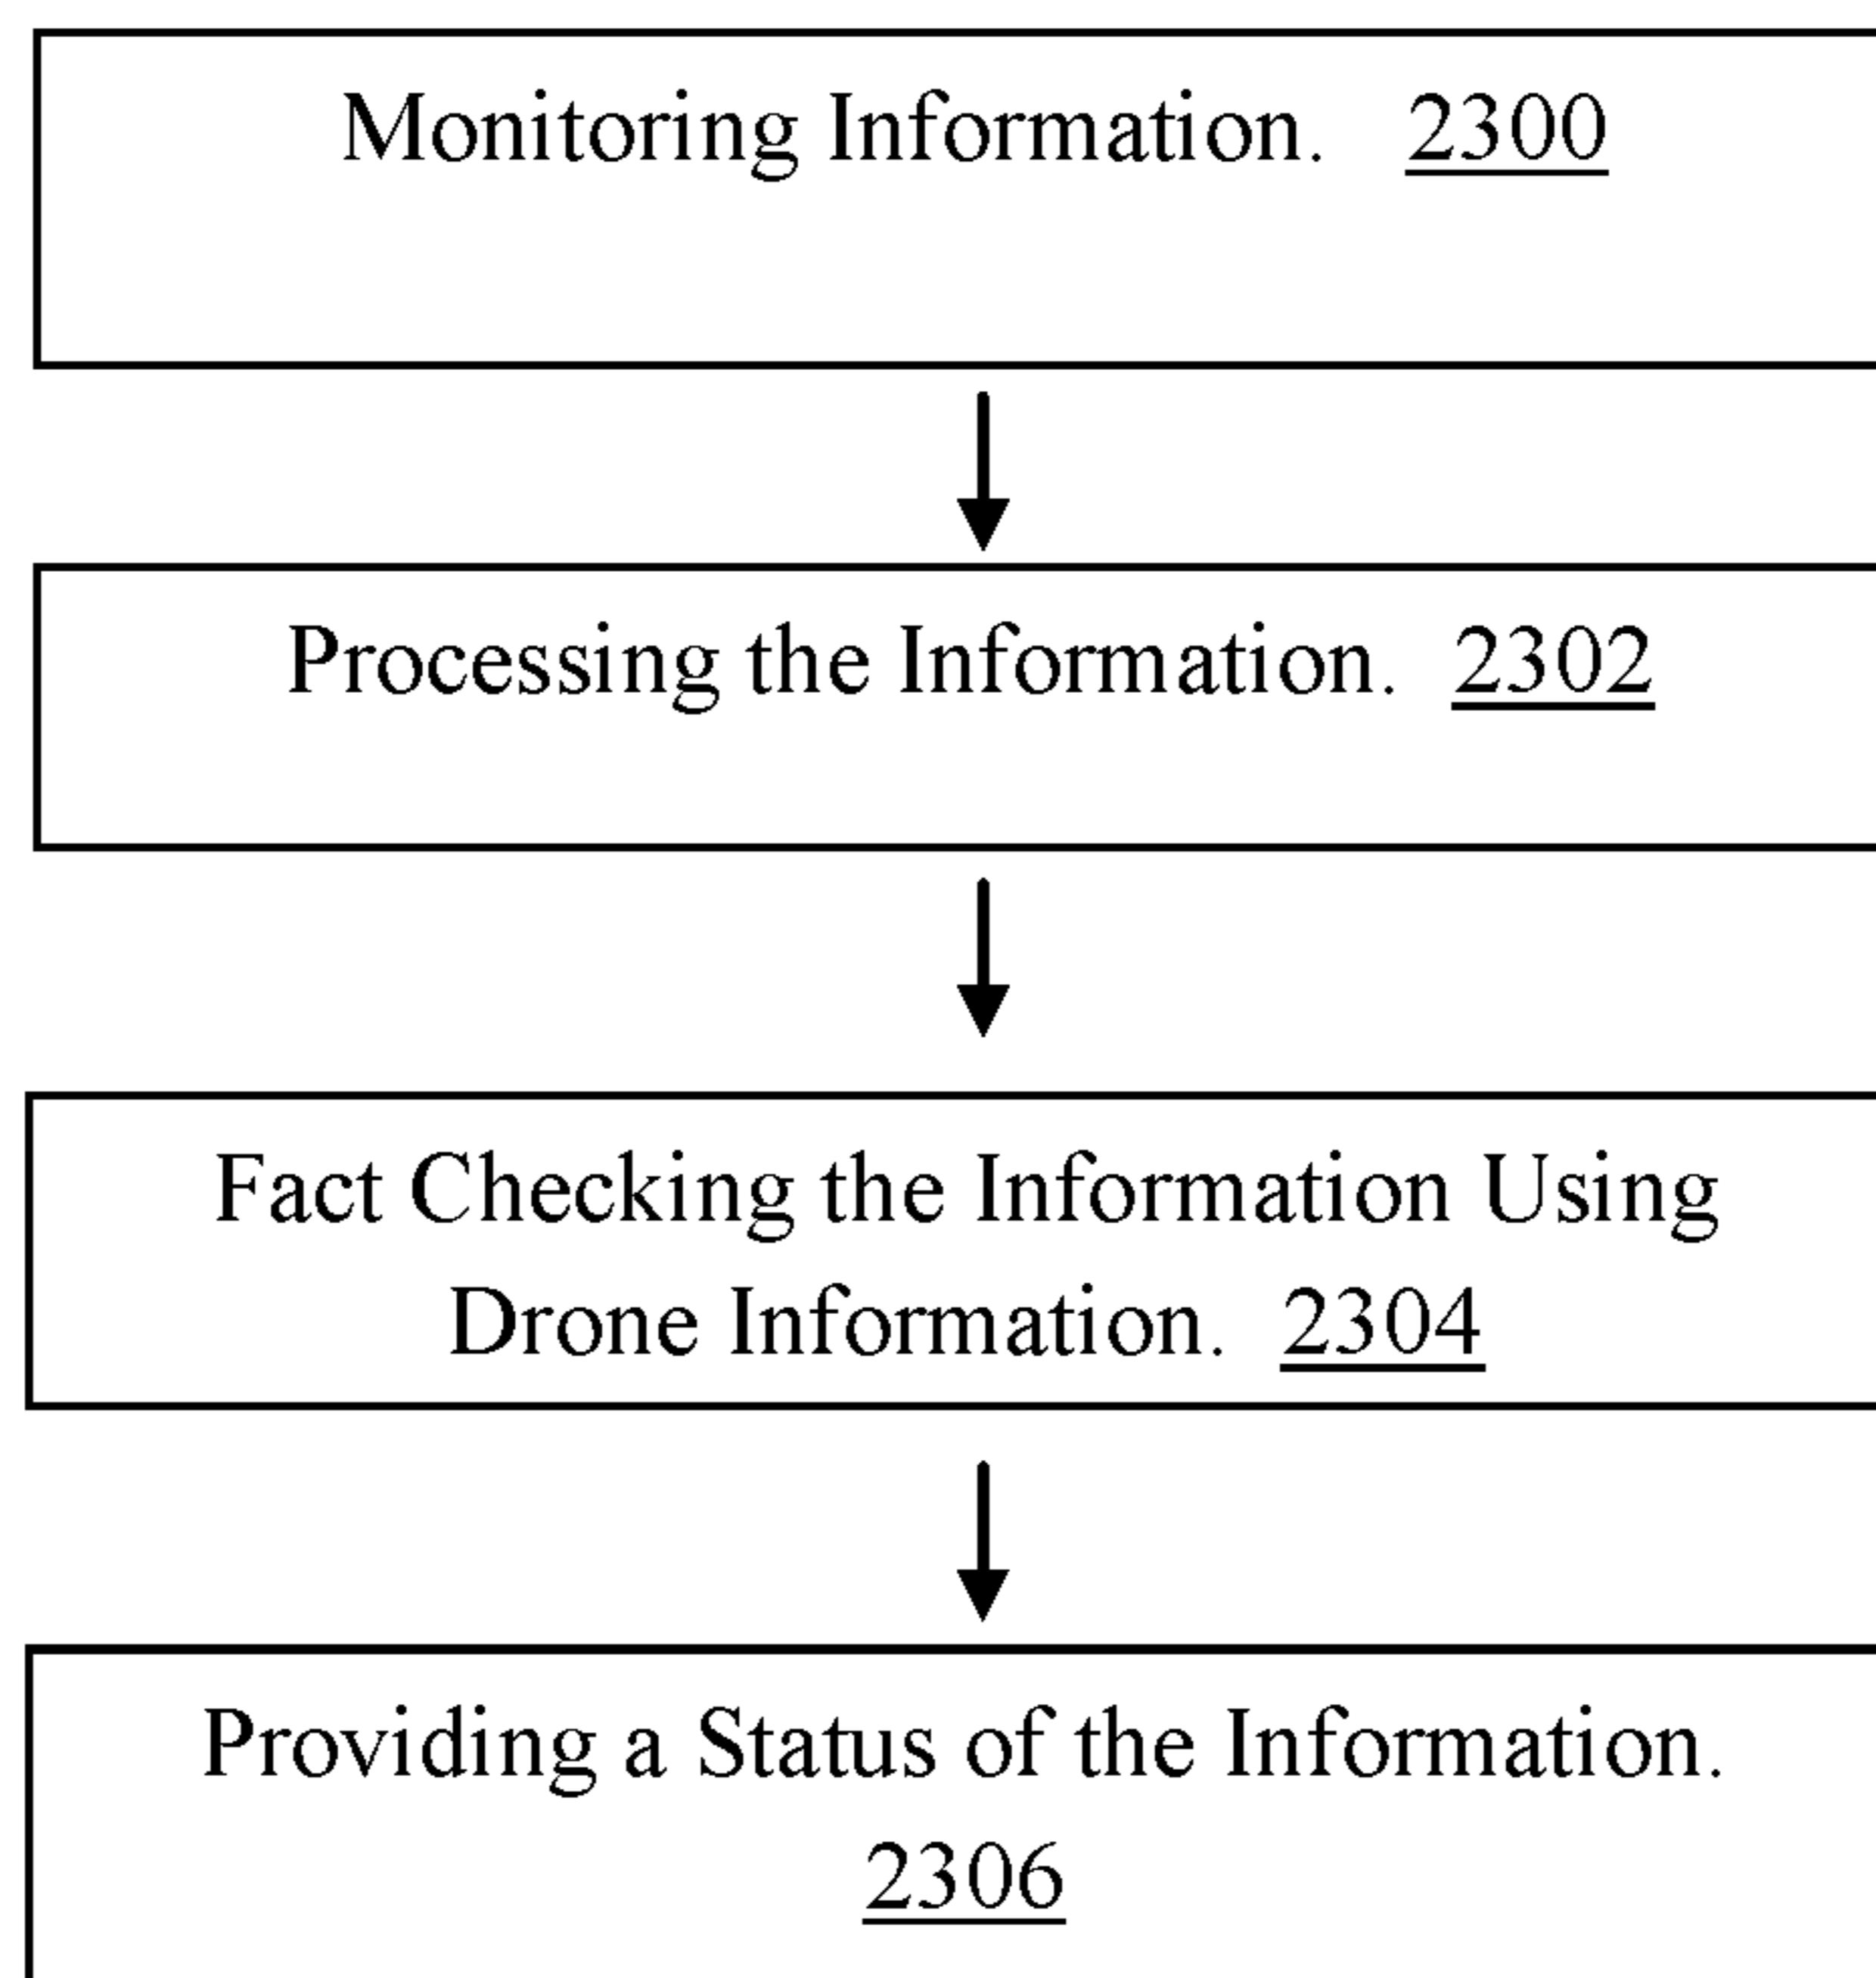 Monitoring Information. 2300
Processing the Information. 2302
Fact Checking the Information Using
Drone Information. 2304
Providing a Status of the Information.
2306